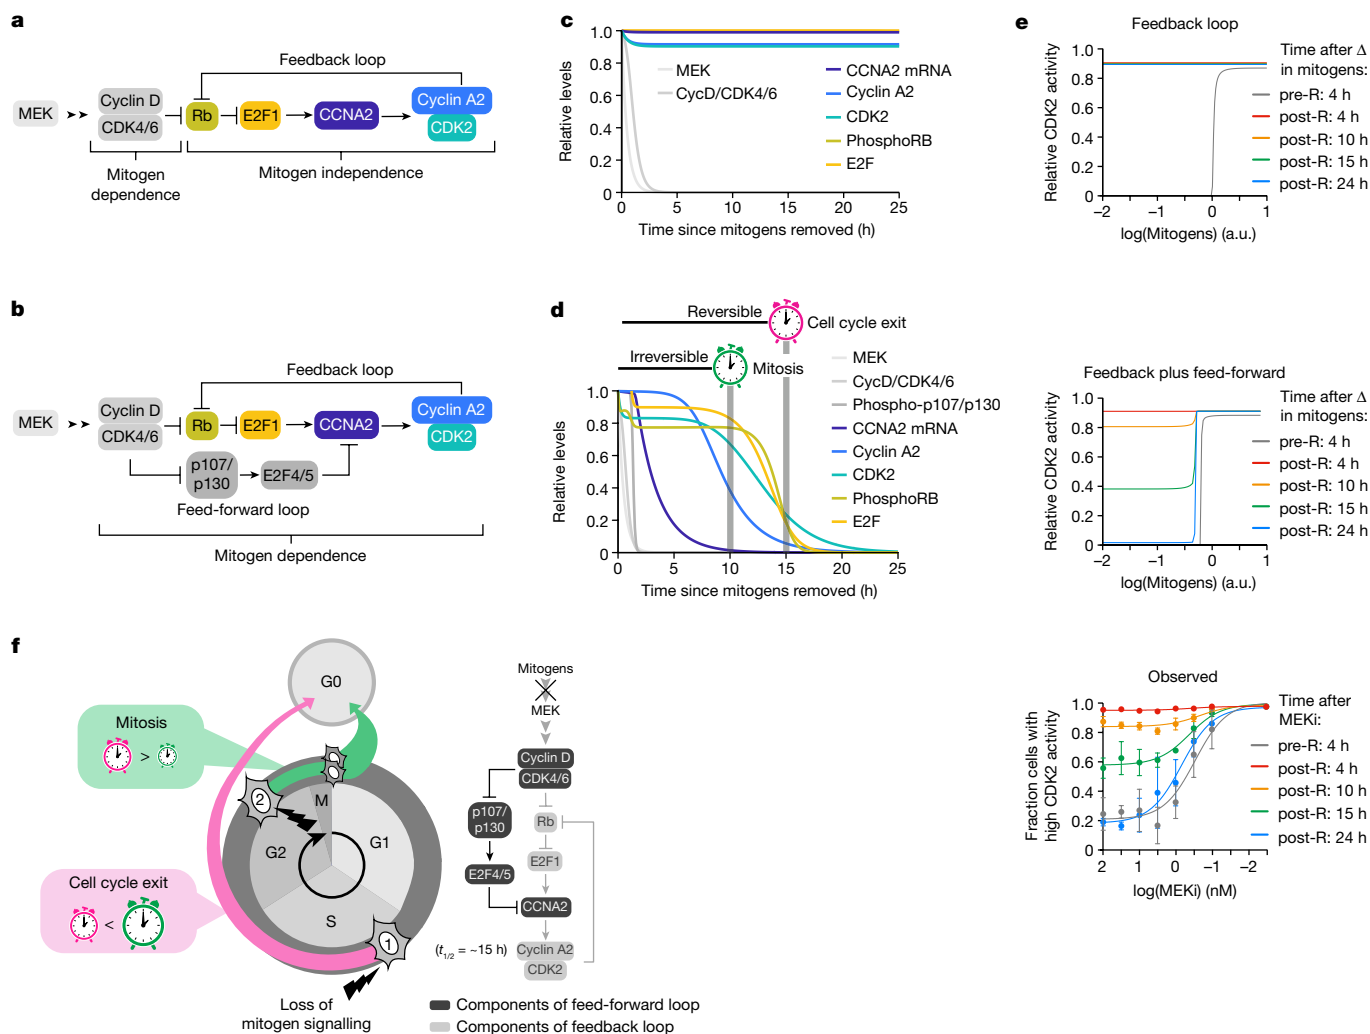 a
Feedback loop
MEK
Cyclin D
CDK4/6
Rb
E2F1
CCNA2
Cyclin A2
CDK2
Mitogen
dependence
Mitogen independence
b
Feedback loop
MEK
Cyclin D
CDK4/6
Rb
E2F1
CCNA2
Cyclin A2
CDK2
p107/
p130
E2F4/5
Feed-forward loop
Mitogen dependence
c
Relative levels
1.0
0.8
0.6
0.4
0.2
0
0 5 10 15 20 25
Time since mitogens removed (h)
MEK
CycD/CDK4/6
CCNA2 mRNA
Cyclin A2
CDK2
PhosphoRB
E2F
d
Reversible
Cell cycle exit
Irreversible
Mitosis
Relative levels
1.0
0.8
0.6
0.4
0.2
0
0 5 10 15 20 25
Time since mitogens removed (h)
MEK
CycD/CDK4/6
Phospho-p107/p130
CCNA2 mRNA
Cyclin A2
CDK2
PhosphoRB
E2F
e
Feedback loop
Relative CDK2 activity
1.0
0.8
0.6
0.4
0.2
0
−2 −1 0 1
log(Mitogens) (a.u.)
Time after Δ
in mitogens:
pre-R: 4 h
post-R: 4 h
post-R: 10 h
post-R: 15 h
post-R: 24 h
Feedback plus feed-forward
Relative CDK2 activity
1.0
0.8
0.6
0.4
0.2
0
−2 −1 0 1
log(Mitogens) (a.u.)
Time after Δ
in mitogens:
pre-R: 4 h
post-R: 4 h
post-R: 10 h
post-R: 15 h
post-R: 24 h
Observed
Fraction cells with
high CDK2 activity
1.0
0.8
0.6
0.4
0.2
0
2 1 0 −1 −2
log(MEKi) (nM)
Time after
MEKi:
pre-R: 4 h
post-R: 4 h
post-R: 10 h
post-R: 15 h
post-R: 24 h
f
G0
Mitosis
>
2
M
G2
G1
S
Cell cycle exit
<
1
Loss of
mitogen signalling
Mitogens
MEK
Cyclin D
CDK4/6
p107/
p130
Rb
E2F1
E2F4/5
CCNA2
(t1/2 = ~15 h)
Cyclin A2
CDK2
Components of feed-forward loop
Components of feedback loop